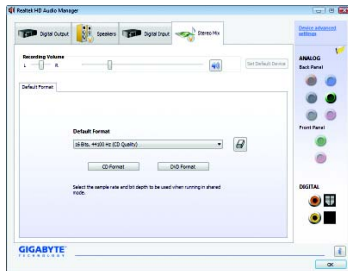 Realtek HD Audio Manager
Digital Output
Speakers
Digital Input
Stereo Mix
Device advanced settings
Recording Volume
L
R
Set Default Device
ANALOG
Back Panel
Default Format
Default Format
16 Bits, 44100 Hz (CD Quality)
CD Format
DVD Format
Select the sample rate and bit depth to be used when running in shared
mode.
Front Panel
DIGITAL
GIGABYTE
TECHNOLOGY
OK